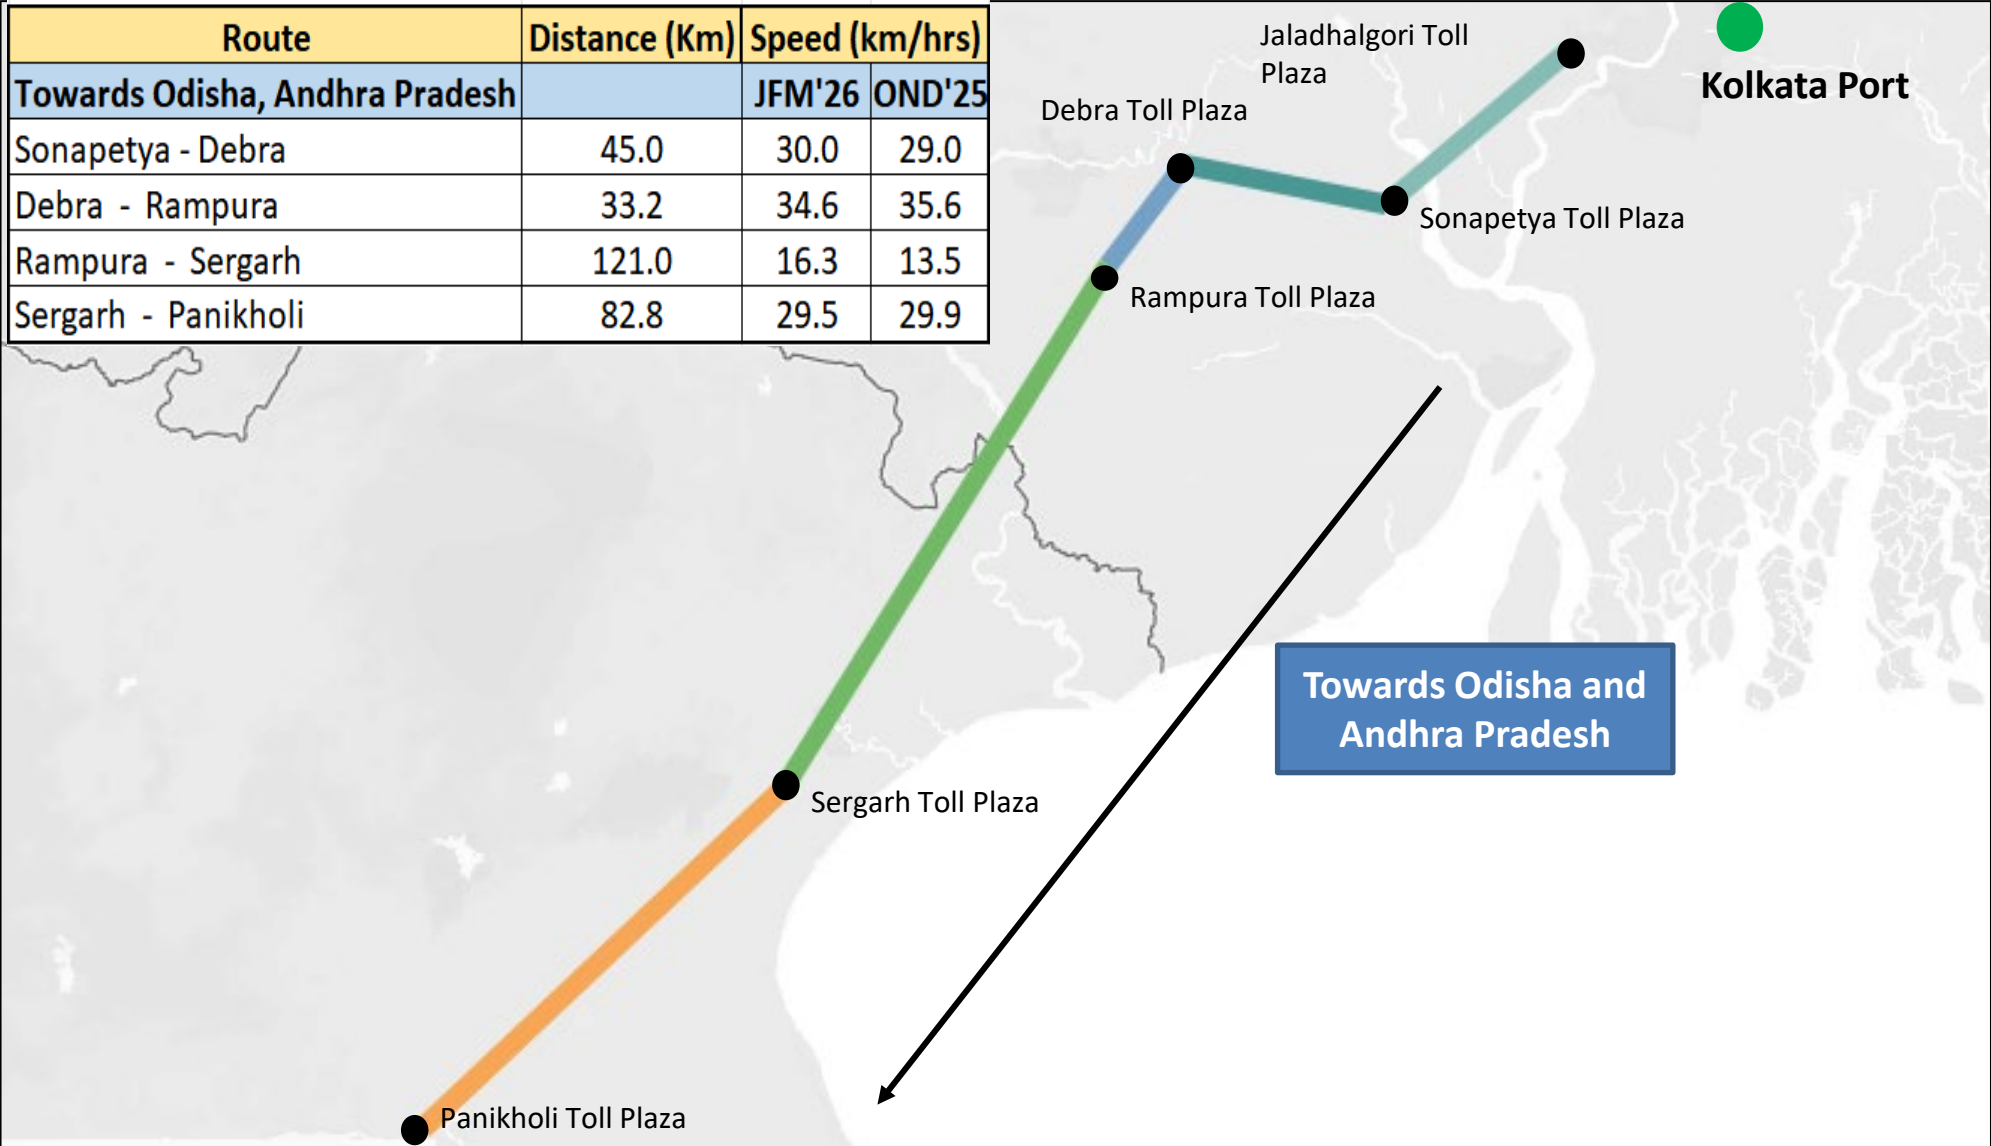 Route Distance (Km) Speed (km/hrs)
Towards Odisha, Andhra Pradesh JFM'26 OND'25
Sonapetya - Debra 45.0 30.0 29.0
Debra - Rampura 33.2 34.6 35.6
Rampura - Sergarh 121.0 16.3 13.5
Sergarh - Panikholi 82.8 29.5 29.9
Jaladhalgori Toll
Plaza
Kolkata Port
Debra Toll Plaza
Sonapetya Toll Plaza
Rampura Toll Plaza
Towards Odisha and
Andhra Pradesh
Sergarh Toll Plaza
Panikholi Toll Plaza